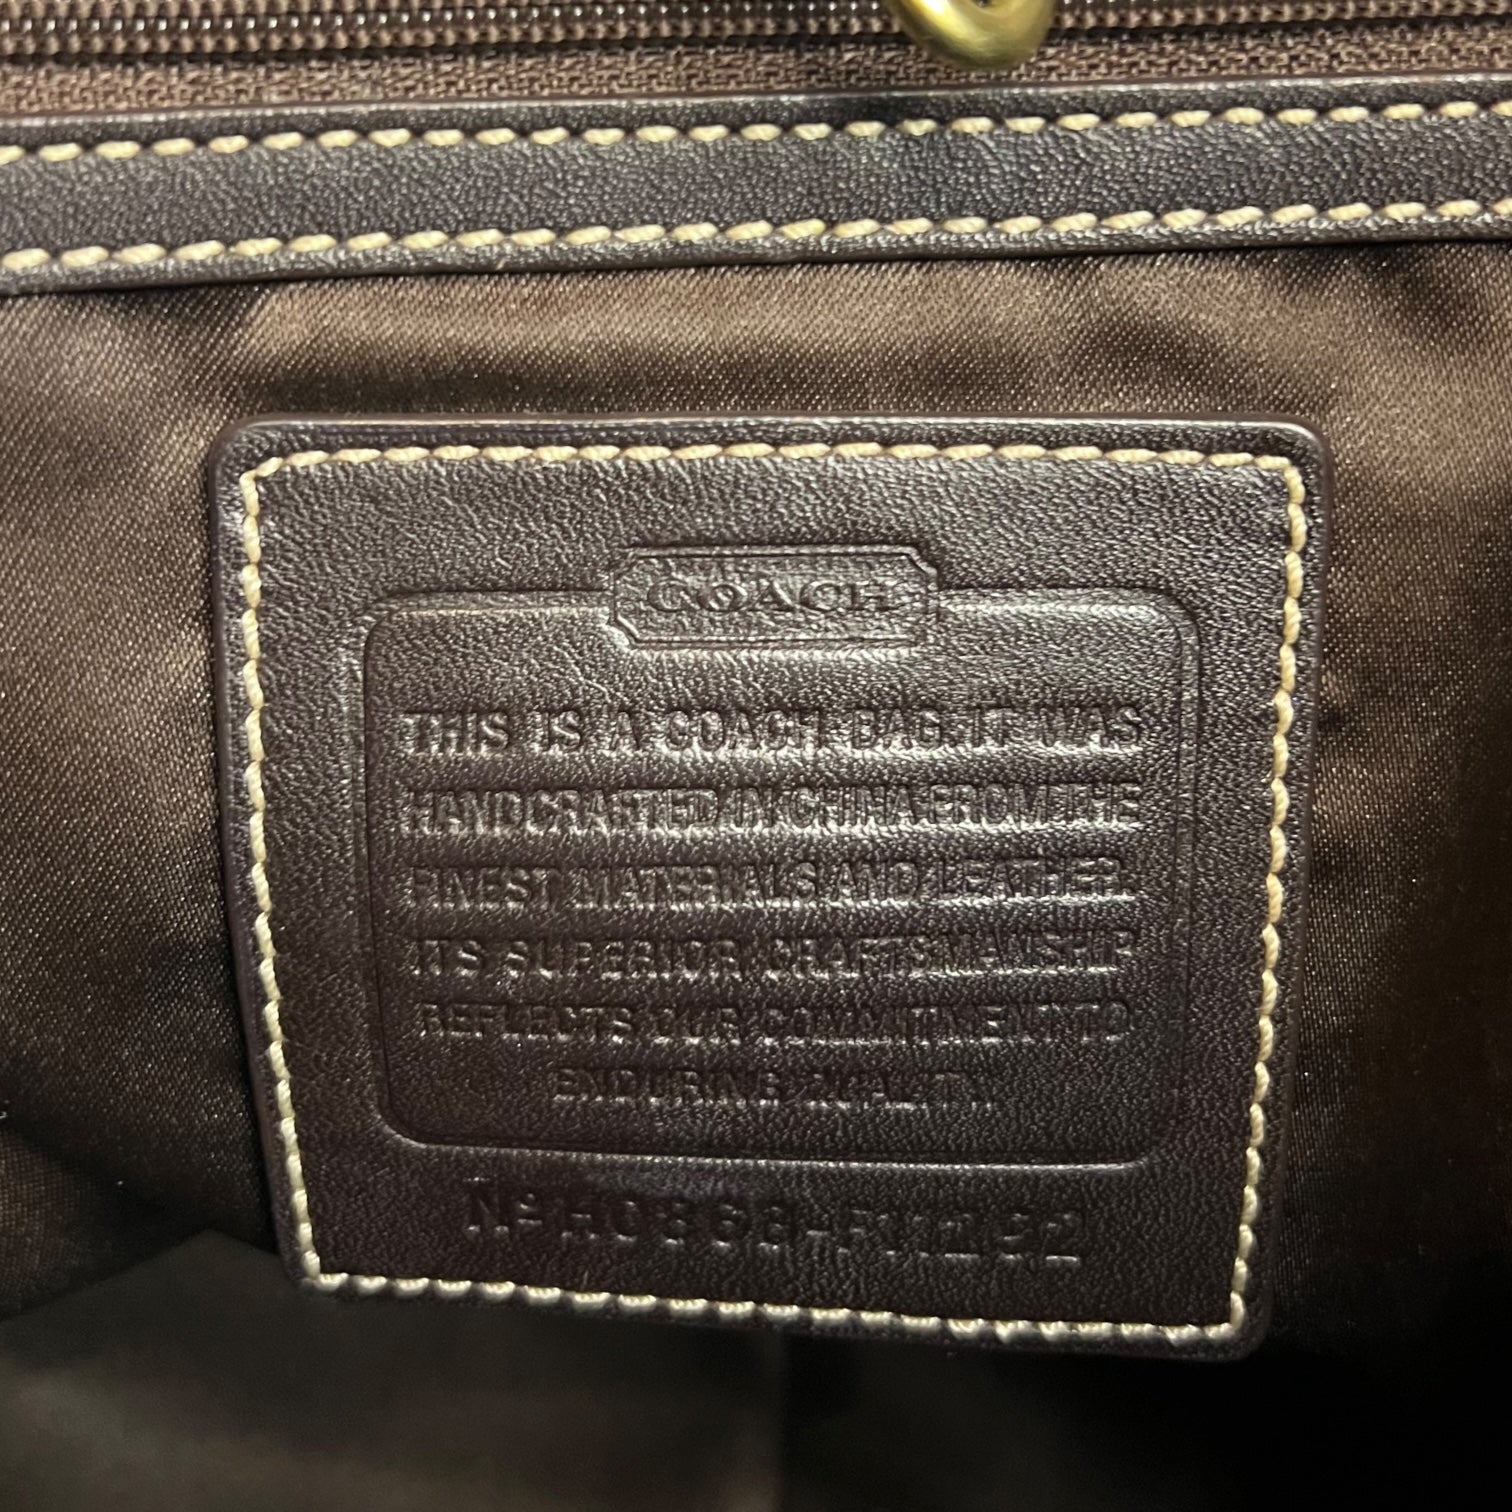 COACH
THIS IS A COACH BAG. IT WAS
HANDCRAFTED IN CHINA FROM THE
FINEST MATERIALS AND LEATHER.
ITS SUPERIOR CRAFTSMANSHIP
REFLECTS OUR COMMITMENT TO
ENDURING QUALITY.
Nº